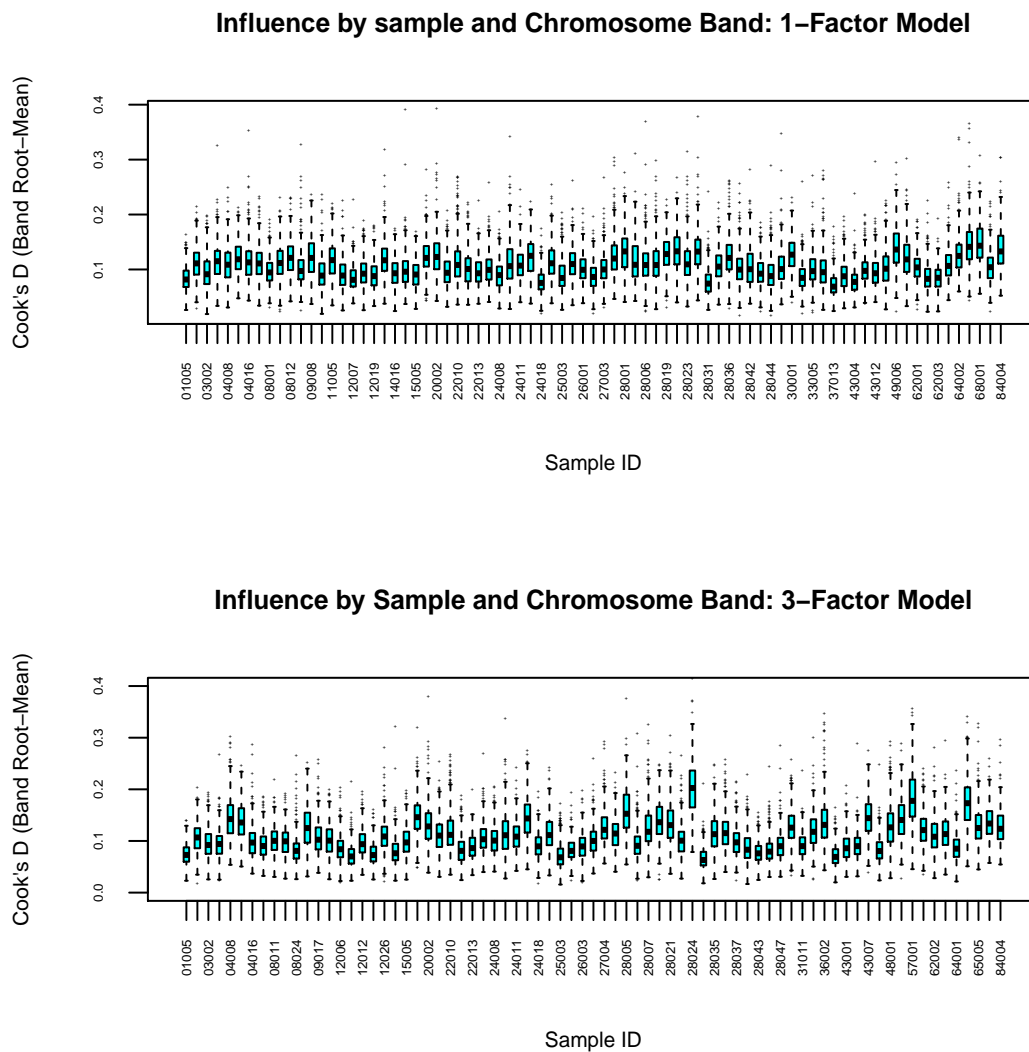 Influence by sample and Chromosome Band: 1−Factor Model
Cook's D (Band Root−Mean)
0.4
0.3
0.2
0.1
01005 03002 04008 04016 08001 08012 09008 11005 12007 12019 14016 15005 20002 22010 22013 24008 24011 24018 25003 26001 27003 28001 28006 28019 28023 28031 28036 28042 28044 30001 33005 37013 43004 43012 49006 62001 62003 64002 68001 84004
Sample ID
Influence by Sample and Chromosome Band: 3−Factor Model
Cook's D (Band Root−Mean)
0.4
0.3
0.2
0.1
0.0
01005 03002 04008 04016 08011 08024 09017 12006 12012 12026 15005 20002 22010 22013 24008 24011 24018 25003 26003 27004 28005 28007 28021 28024 28035 28037 28043 28047 31011 36002 43001 43007 48001 57001 62002 64001 65005 84004
Sample ID